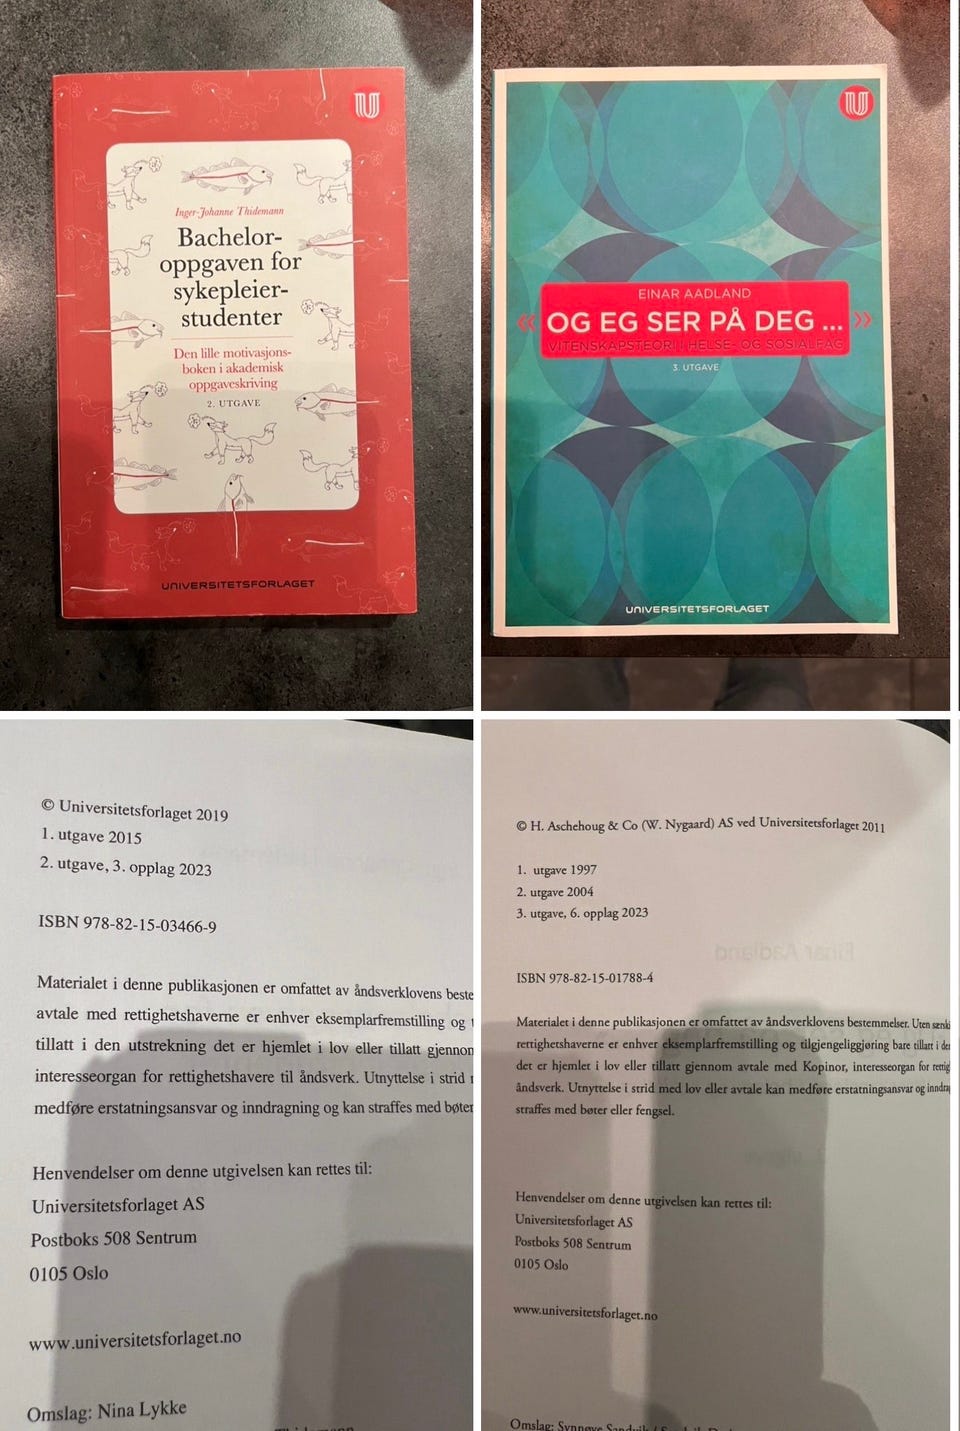 U
Inger-Johanne Thidemann
Bachelor-
oppgaven for
sykepleier-
studenter
Den lille motivasjons-
boken i akademisk
oppgaveskriving
2. UTGAVE
UNIVERSITETSFORLAGET
U
EINAR AADLAND
« OG EG SER PÅ DEG ... »
VITENSKAPSTEORI I HELSE- OG SOSIALFAG
3. UTGAVE
UNIVERSITETSFORLAGET
© Universitetsforlaget 2019
1. utgave 2015
2. utgave, 3. opplag 2023
ISBN 978-82-15-03466-9
Materialet i denne publikasjonen er omfattet av åndsverklovens beste
avtale med rettighetshaverne er enhver eksemplarfremstilling og
tillatt i den utstrekning det er hjemlet i lov eller tillatt gjennom
interesseorgan for rettighetshavere til åndsverk. Utnyttelse i strid
medføre erstatningsansvar og inndragning og kan straffes med bøter
Henvendelser om denne utgivelsen kan rettes til:
Universitetsforlaget AS
Postboks 508 Sentrum
0105 Oslo
www.universitetsforlaget.no
Omslag: Nina Lykke
© H. Aschehoug & Co (W. Nygaard) AS ved Universitetsforlaget 2011
1. utgave 1997
2. utgave 2004
3. utgave, 6. opplag 2023
ISBN 978-82-15-01788-4
Materialet i denne publikasjonen er omfattet av åndsverklovens bestemmelser. Uten
rettighetshaverne er enhver eksemplarfremstilling og tilgjengeliggjøring bare tillatt i
det er hjemlet i lov eller tillatt gjennom avtale med Kopinor, interesseorgan for
åndsverk. Utnyttelse i strid med lov eller avtale kan medføre erstatningsansvar og
straffes med bøter eller fengsel.
Henvendelser om denne utgivelsen kan rettes til:
Universitetsforlaget AS
Postboks 508 Sentrum
0105 Oslo
www.universitetsforlaget.no
Omslag: Synnøve